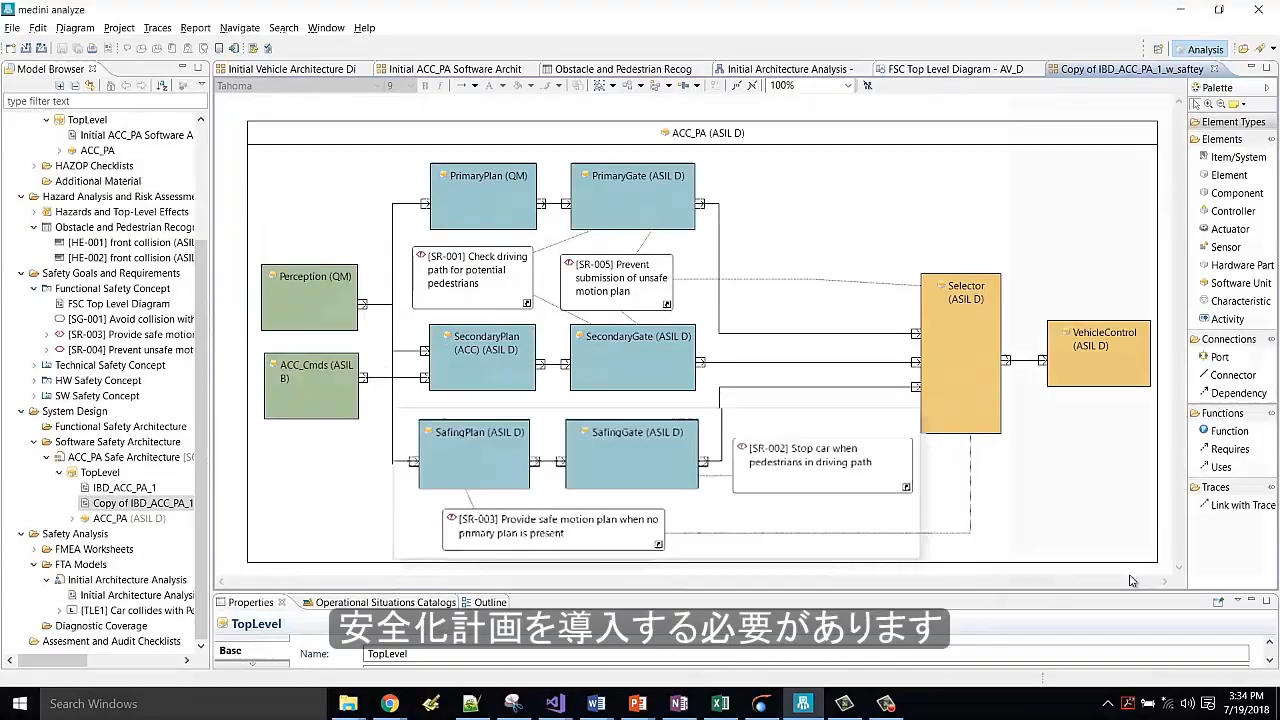 medini analyze
File Edit Diagram Project Traces Report Navigate Search Window Help
Analysis
Model Browser
type filter text
TopLevel
Initial ACC_PA Software A
ACC_PA
HAZOP Checklists
Additional Material
Hazard Analysis and Risk Assessme
Hazards and Top-Level Effects
Obstacle and Pedestrian Recog
[HE-001] front collision (ASIL
[HE-002] front collision (ASIL
Safety Goals and Requirements
Functional Safety Concept
FSC Top Level Diagram
[SG-001] Avoid collision with
[SR-003] Provide safe motio
[SR-004] Prevent unsafe mot
Technical Safety Concept
HW Safety Concept
SW Safety Concept
System Design
Functional Safety Architecture
Software Safety Architecture
ACC_PA Safe Architecture [SC
TopLevel
IBD_ACC_PA_1
Copy of IBD_ACC_PA_1
ACC_PA (ASIL D)
Safety Analysis
FMEA Worksheets
FTA Models
Initial Architecture Analysis
Initial Architecture Analysi
[TLE1] Car collides with Pe
Diagnostic Coverage
Assesment and Audit Checklists
Initial Vehicle Architecture Di
Initial ACC_PA Software Archit
Obstacle and Pedestrian Recog
Initial Architecture Analysis -
FSC Top Level Diagram - AV_D
Copy of IBD_ACC_PA_1_w_saftey
Tahoma 9 B I 100%
ACC_PA (ASIL D)
PrimaryPlan (QM)
PrimaryGate (ASIL D)
[SR-001] Check driving
path for potential
pedestrians
[SR-005] Prevent
submission of unsafe
motion plan
Perception (QM)
ACC_Cmds (ASIL
B)
SecondaryPlan
(ACC) (ASIL D)
SecondaryGate (ASIL D)
Selector
(ASIL D)
VehicleControl
(ASIL D)
SafingPlan (ASIL D)
SafingGate (ASIL D)
[SR-002] Stop car when
pedestrians in driving path
[SR-003] Provide safe motion plan when no
primary plan is present
Palette
Element Types
Elements
Item/System
Element
Component
Controller
Actuator
Sensor
Hardware Part
Software Unit
Characteristic
Activity
Connections
Port
Connector
Dependency
Functions
Function
Requires
Uses
Traces
Link with Trace
Properties
Operational Situations Catalogs
Outline
TopLevel
安全化計画を導入する必要があります
Base
Name: TopLevel
Search Windows
3:34 PM
7/19/2018